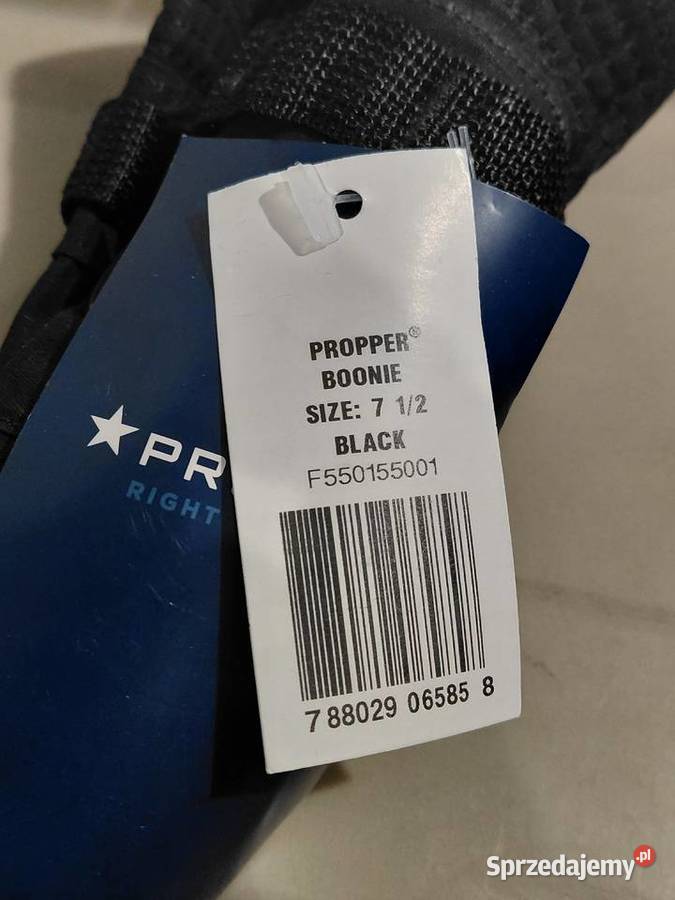 PROPPER®
BOONIE
SIZE: 7 1/2
BLACK
F550155001
7 88029 06585 8
PR
RIGHT
Sprzedajemy.pl